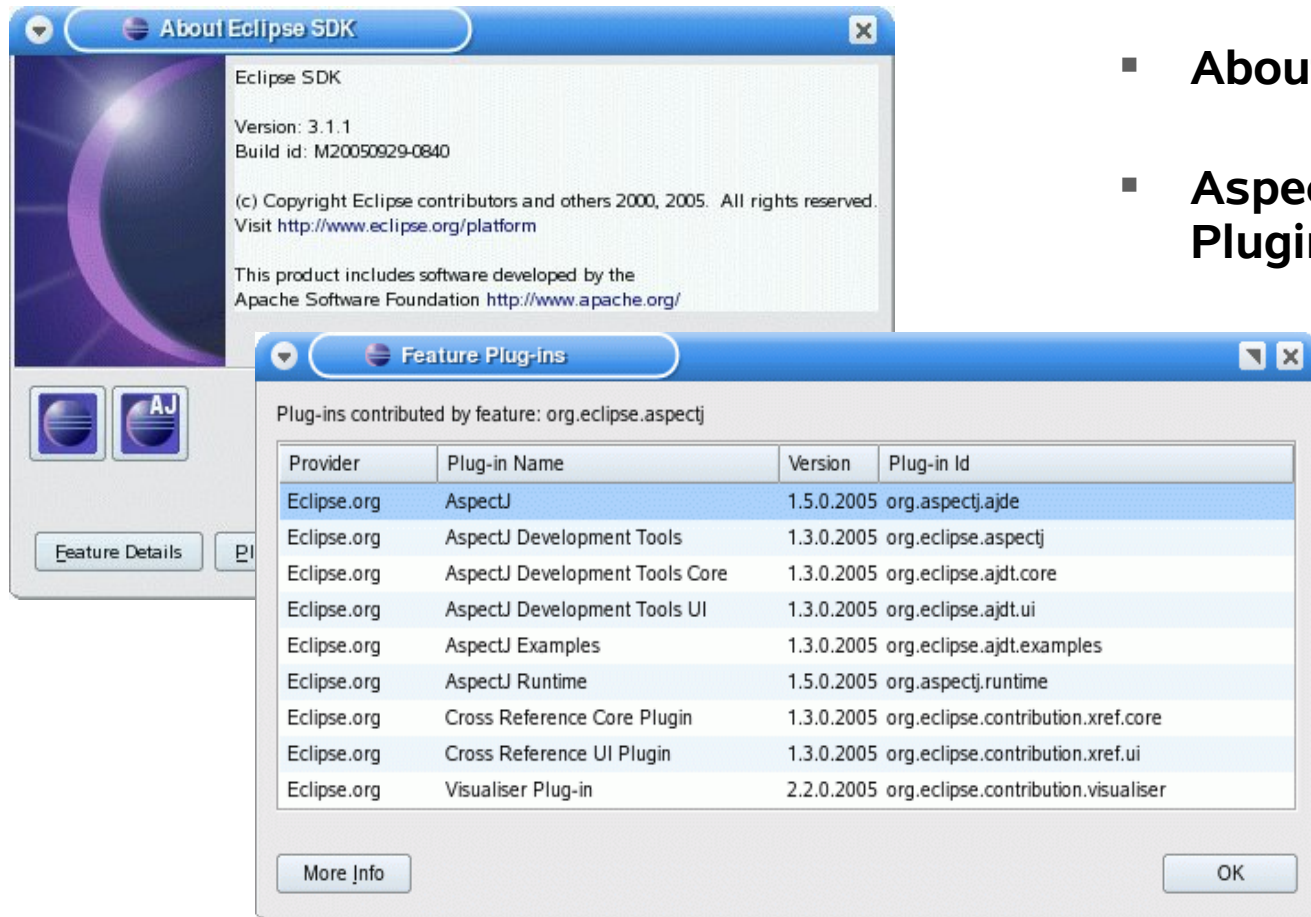 About Eclipse SDK
Eclipse SDK
Version: 3.1.1
Build id: M20050929-0840
(c) Copyright Eclipse contributors and others 2000, 2005. All rights reserved.
Visit http://www.eclipse.org/platform
This product includes software developed by the
Apache Software Foundation http://www.apache.org/
AJ
Feature Details
Feature Plug-ins
Plug-ins contributed by feature: org.eclipse.aspectj
Provider Plug-in Name Version Plug-in Id
Eclipse.org AspectJ 1.5.0.2005 org.aspectj.ajde
Eclipse.org AspectJ Development Tools 1.3.0.2005 org.eclipse.aspectj
Eclipse.org AspectJ Development Tools Core 1.3.0.2005 org.eclipse.ajdt.core
Eclipse.org AspectJ Development Tools UI 1.3.0.2005 org.eclipse.ajdt.ui
Eclipse.org AspectJ Examples 1.3.0.2005 org.eclipse.ajdt.examples
Eclipse.org AspectJ Runtime 1.5.0.2005 org.aspectj.runtime
Eclipse.org Cross Reference Core Plugin 1.3.0.2005 org.eclipse.contribution.xref.core
Eclipse.org Cross Reference UI Plugin 1.3.0.2005 org.eclipse.contribution.xref.ui
Eclipse.org Visualiser Plug-in 2.2.0.2005 org.eclipse.contribution.visualiser
More Info
OK